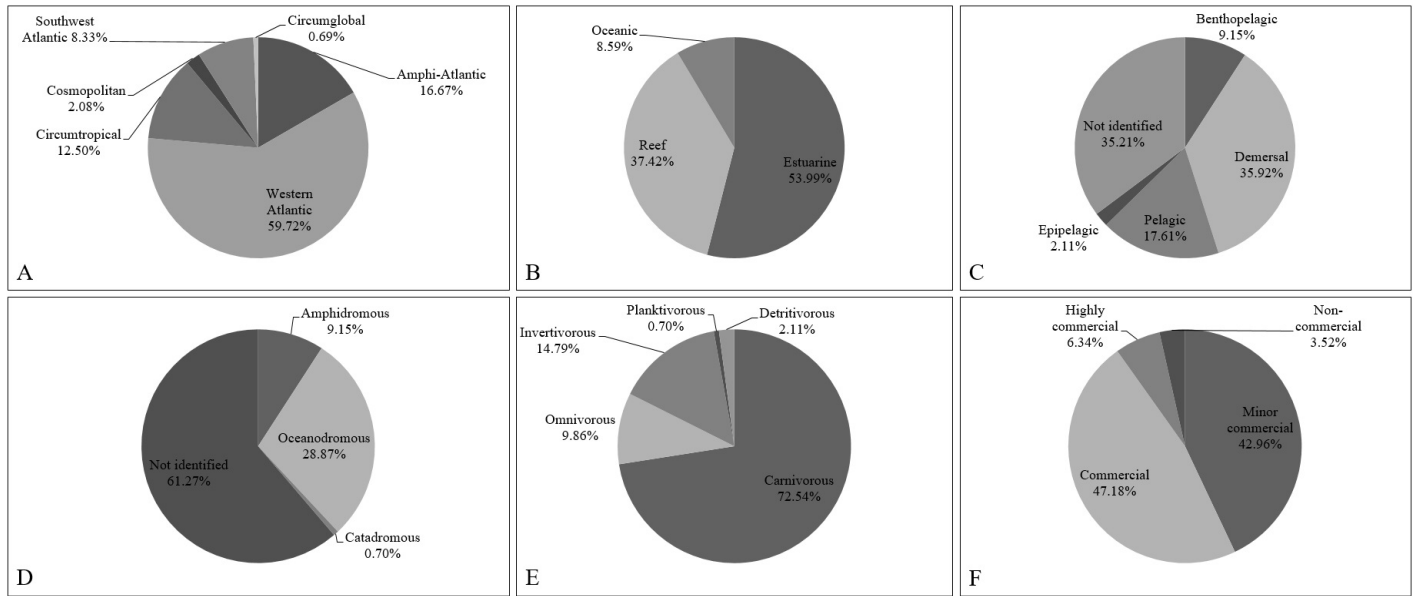 Southwest
Atlantic 8.33%
Circumglobal
0.69%
Amphi-Atlantic
16.67%
Cosmopolitan
2.08%
Circumtropical
12.50%
Western
Atlantic
59.72%
A
Oceanic
8.59%
Reef
37.42%
Estuarine
53.99%
B
Benthopelagic
9.15%
Not identified
35.21%
Demersal
35.92%
Epipelagic
2.11%
Pelagic
17.61%
C
Amphidromous
9.15%
Oceanodromous
28.87%
Not identified
61.27%
Catadromous
0.70%
D
Planktivorous
0.70%
Detritivorous
2.11%
Invertivorous
14.79%
Omnivorous
9.86%
Carnivorous
72.54%
E
Highly
commercial
6.34%
Non-
commercial
3.52%
Minor
commercial
42.96%
Commercial
47.18%
F